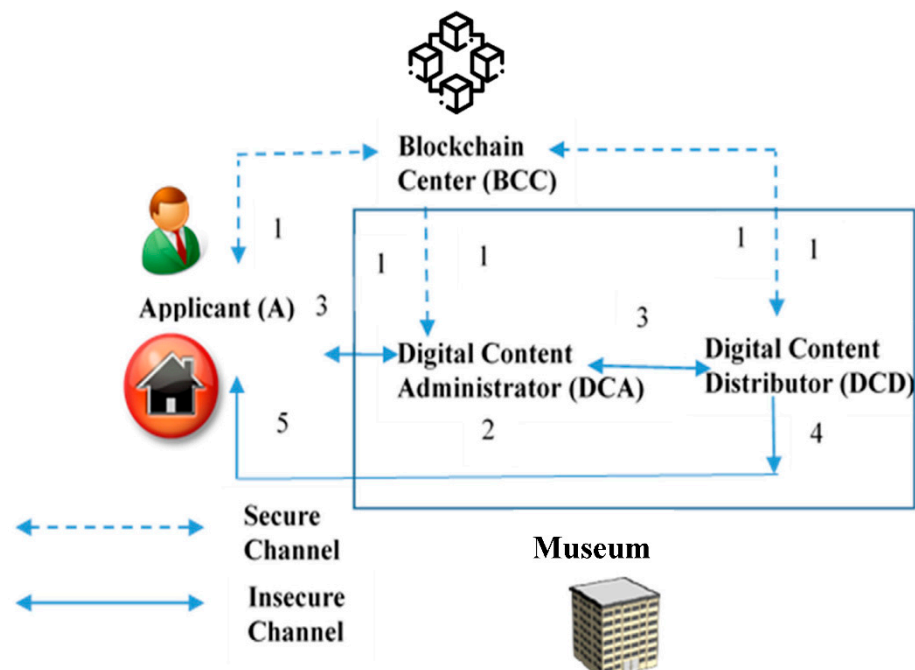 Blockchain
Center (BCC)
1
1
1
1
1
Applicant (A)
3
3
Digital Content
Administrator (DCA)
Digital Content
Distributor (DCD)
5
2
4
Secure
Channel
Museum
Insecure
Channel